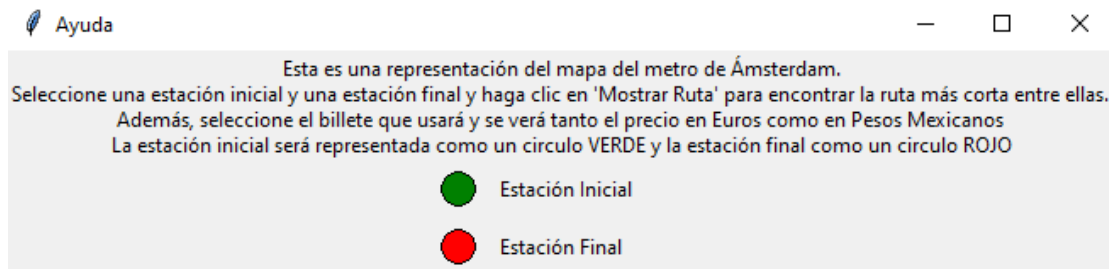 Ayuda
Esta es una representación del mapa del metro de Ámsterdam.
Seleccione una estación inicial y una estación final y haga clic en 'Mostrar Ruta' para encontrar la ruta más corta entre ellas.
Además, seleccione el billete que usará y se verá tanto el precio en Euros como en Pesos Mexicanos
La estación inicial será representada como un circulo VERDE y la estación final como un circulo ROJO
Estación Inicial
Estación Final